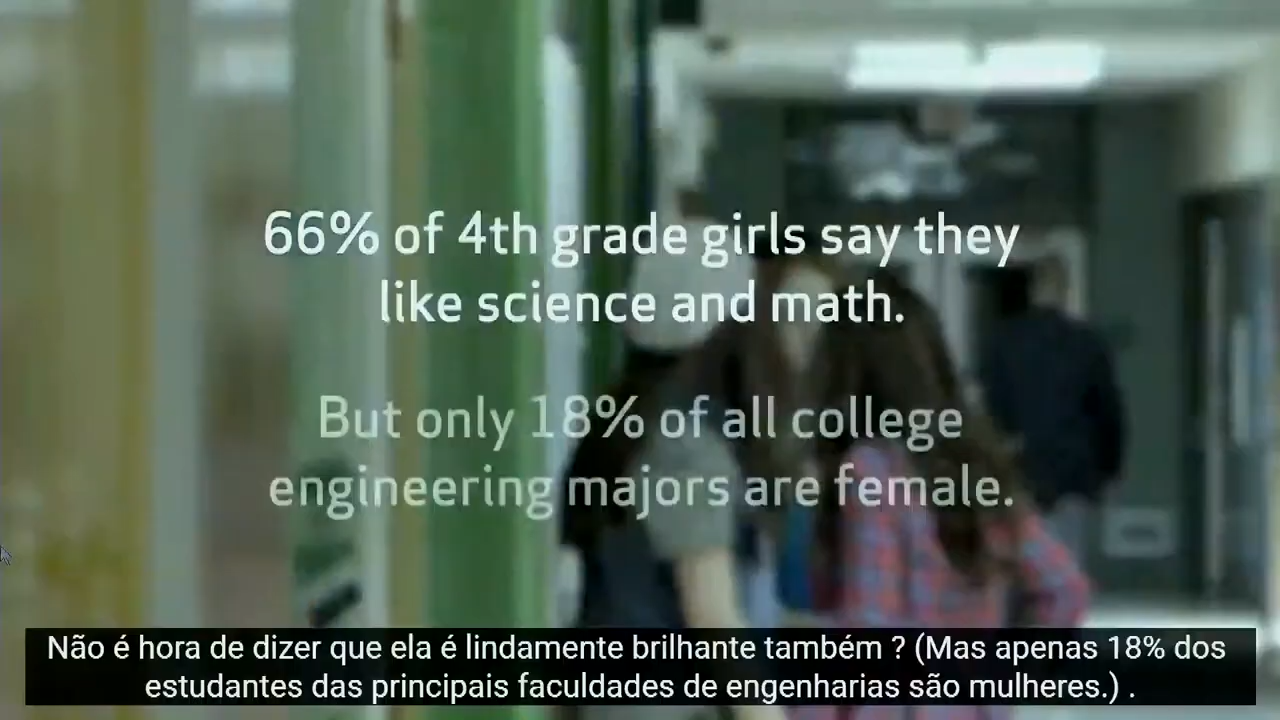 66% of 4th grade girls say they
like science and math.
But only 18% of all college
engineering majors are female.
Não é hora de dizer que ela é lindamente brilhante também ? (Mas apenas 18% dos
estudantes das principais faculdades de engenharias são mulheres.) .